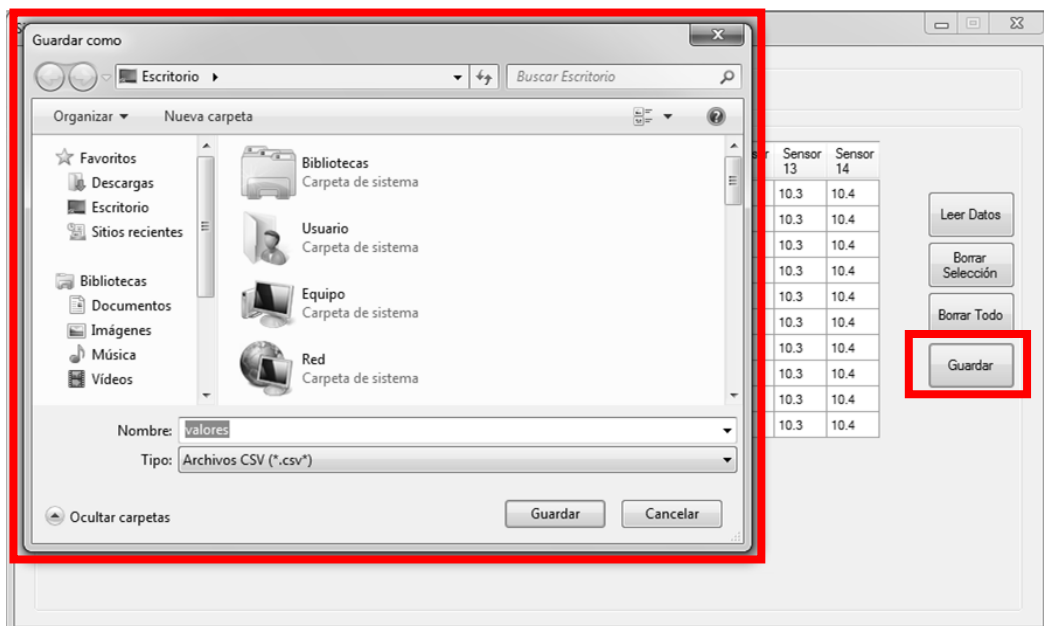 Guardar como
Escritorio
Buscar Escritorio
Organizar
Nueva carpeta
Favoritos
Descargas
Escritorio
Sitios recientes
Bibliotecas
Documentos
Imágenes
Música
Vídeos
Bibliotecas
Carpeta de sistema
Usuario
Carpeta de sistema
Equipo
Carpeta de sistema
Red
Carpeta de sistema
Nombre: valores
Tipo: Archivos CSV (*.csv*)
Ocultar carpetas
Guardar
Cancelar
Sensor Sensor
13 14
10.3 10.4
10.3 10.4
10.3 10.4
10.3 10.4
10.3 10.4
10.3 10.4
10.3 10.4
10.3 10.4
10.3 10.4
10.3 10.4
Leer Datos
Borrar
Selección
Borrar Todo
Guardar